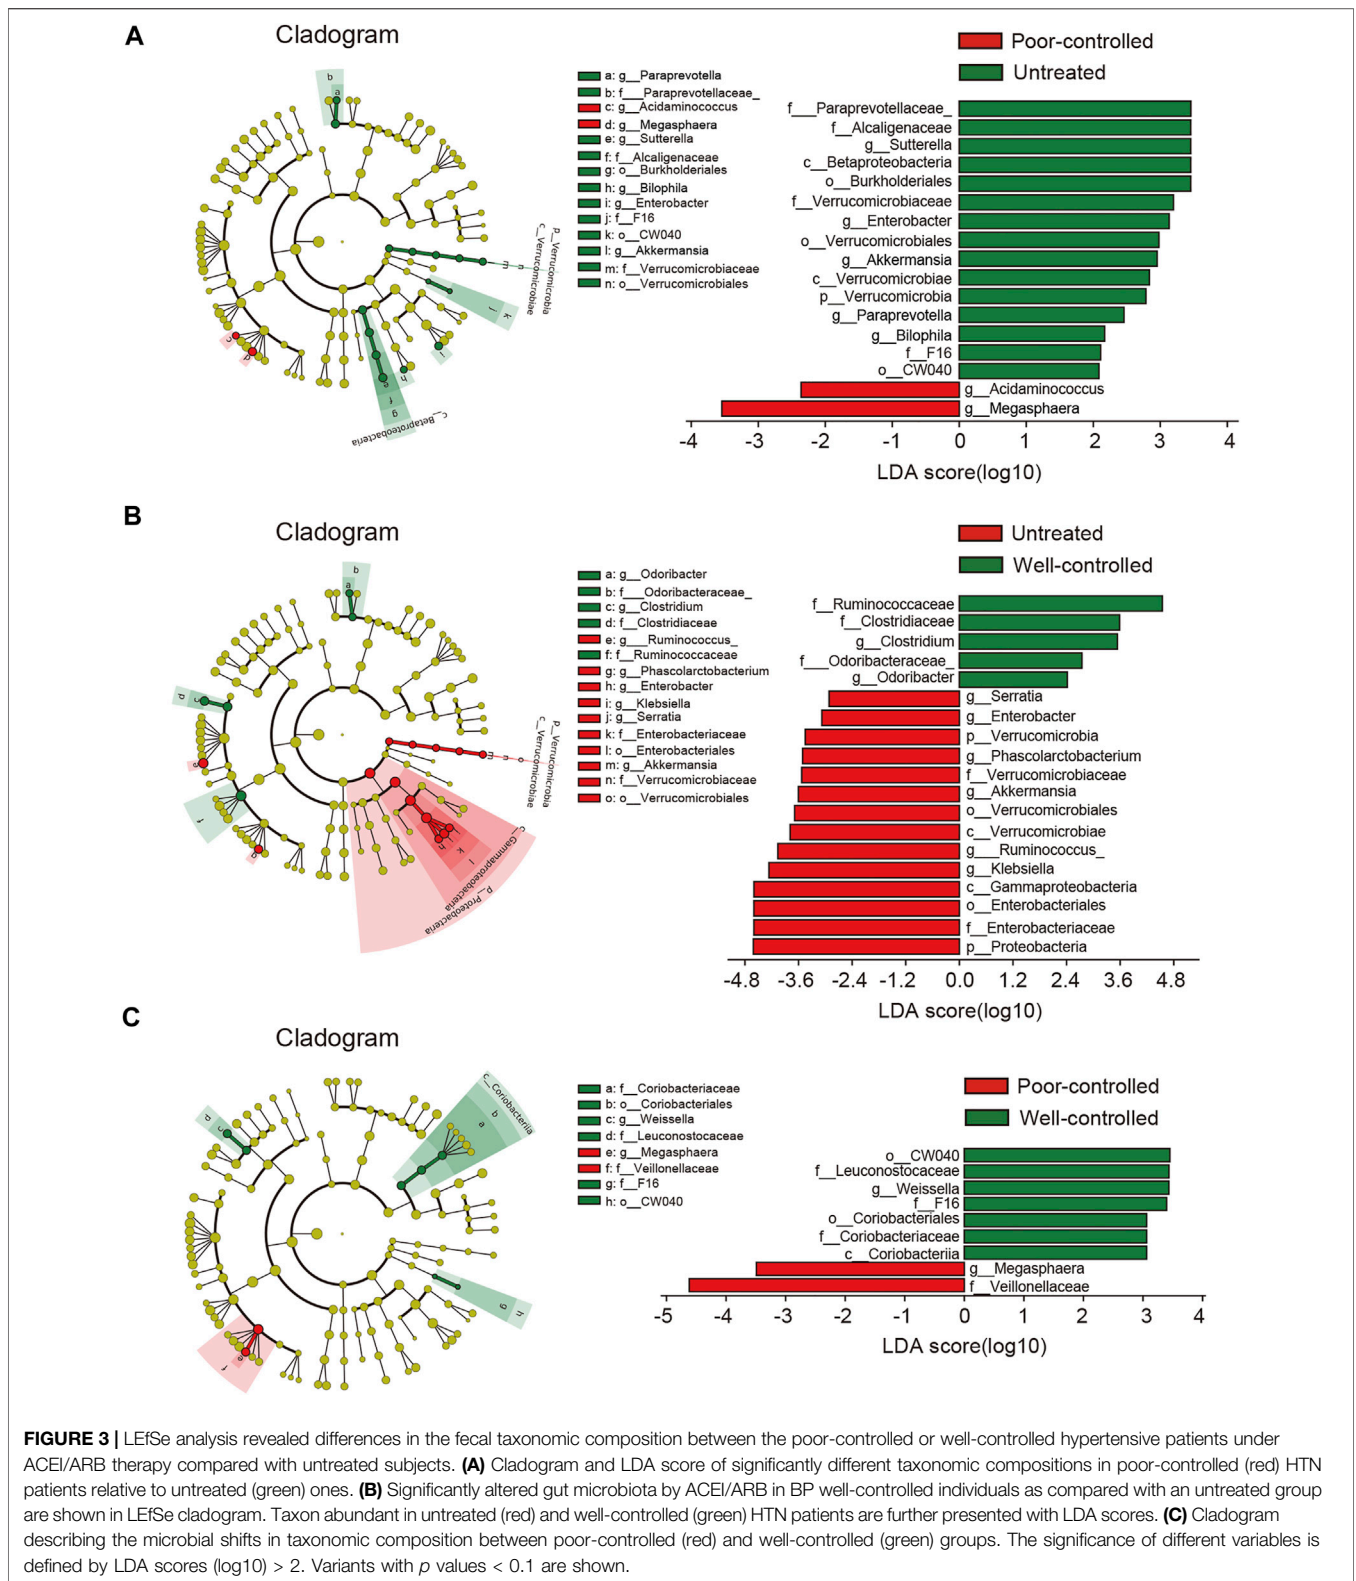 A
Cladogram
b
a
c
d
e
f
g
h
i
j
k
m
n
c__Betaproteobacteria
p__Verrucomicrobia
c__Verrucomicrobiae
a: g__Paraprevotella
b: f___Paraprevotellaceae_
c: g__Acidaminococcus
d: g__Megasphaera
e: g__Sutterella
f: f__Alcaligenaceae
g: o__Burkholderiales
h: g__Bilophila
i: g__Enterobacter
j: f__F16
k: o__CW040
l: g__Akkermansia
m: f__Verrucomicrobiaceae
n: o__Verrucomicrobiales
Poor-controlled
Untreated
f___Paraprevotellaceae_
f__Alcaligenaceae
g__Sutterella
c__Betaproteobacteria
o__Burkholderiales
f__Verrucomicrobiaceae
g__Enterobacter
o__Verrucomicrobiales
g__Akkermansia
c__Verrucomicrobiae
p__Verrucomicrobia
g__Paraprevotella
g__Bilophila
f__F16
o__CW040
g__Acidaminococcus
g__Megasphaera
-4 -3 -2 -1 0 1 2 3 4
LDA score(log10)
B
Cladogram
b
a
c
d
e
f
g
h
k
l
m
n
c__Gammaproteobacteria
p__Proteobacteria
p__Verrucomicrobia
c__Verrucomicrobiae
a: g__Odoribacter
b: f___Odoribacteraceae_
c: g__Clostridium
d: f__Clostridiaceae
e: g___Ruminococcus_
f: f__Ruminococcaceae
g: g__Phascolarctobacterium
h: g__Enterobacter
i: g__Klebsiella
j: g__Serratia
k: f__Enterobacteriaceae
l: o__Enterobacteriales
m: g__Akkermansia
n: f__Verrucomicrobiaceae
o: o__Verrucomicrobiales
Untreated
Well-controlled
f__Ruminococcaceae
f__Clostridiaceae
g__Clostridium
f___Odoribacteraceae_
g__Odoribacter
g__Serratia
g__Enterobacter
p__Verrucomicrobia
g__Phascolarctobacterium
f__Verrucomicrobiaceae
g__Akkermansia
o__Verrucomicrobiales
c__Verrucomicrobiae
g___Ruminococcus_
g__Klebsiella
c__Gammaproteobacteria
o__Enterobacteriales
f__Enterobacteriaceae
p__Proteobacteria
-4.8 -3.6 -2.4 -1.2 0.0 1.2 2.4 3.6 4.8
LDA score(log10)
C
Cladogram
c__Coriobacteriia
b
a
c
d
e
f
g
h
a: f__Coriobacteriaceae
b: o__Coriobacteriales
c: g__Weissella
d: f__Leuconostocaceae
e: g__Megasphaera
f: f__Veillonellaceae
g: f__F16
h: o__CW040
Poor-controlled
Well-controlled
o__CW040
f__Leuconostocaceae
g__Weissella
f__F16
o__Coriobacteriales
f__Coriobacteriaceae
c__Coriobacteriia
g__Megasphaera
f__Veillonellaceae
-5 -4 -3 -2 -1 0 1 2 3 4
LDA score(log10)
FIGURE 3 | LEfSe analysis revealed differences in the fecal taxonomic composition between the poor-controlled or well-controlled hypertensive patients under
ACEI/ARB therapy compared with untreated subjects. (A) Cladogram and LDA score of significantly different taxonomic compositions in poor-controlled (red) HTN
patients relative to untreated (green) ones. (B) Significantly altered gut microbiota by ACEI/ARB in BP well-controlled individuals as compared with an untreated group
are shown in LEfSe cladogram. Taxon abundant in untreated (red) and well-controlled (green) HTN patients are further presented with LDA scores. (C) Cladogram
describing the microbial shifts in taxonomic composition between poor-controlled (red) and well-controlled (green) groups. The significance of different variables is
defined by LDA scores (log10) > 2. Variants with p values < 0.1 are shown.